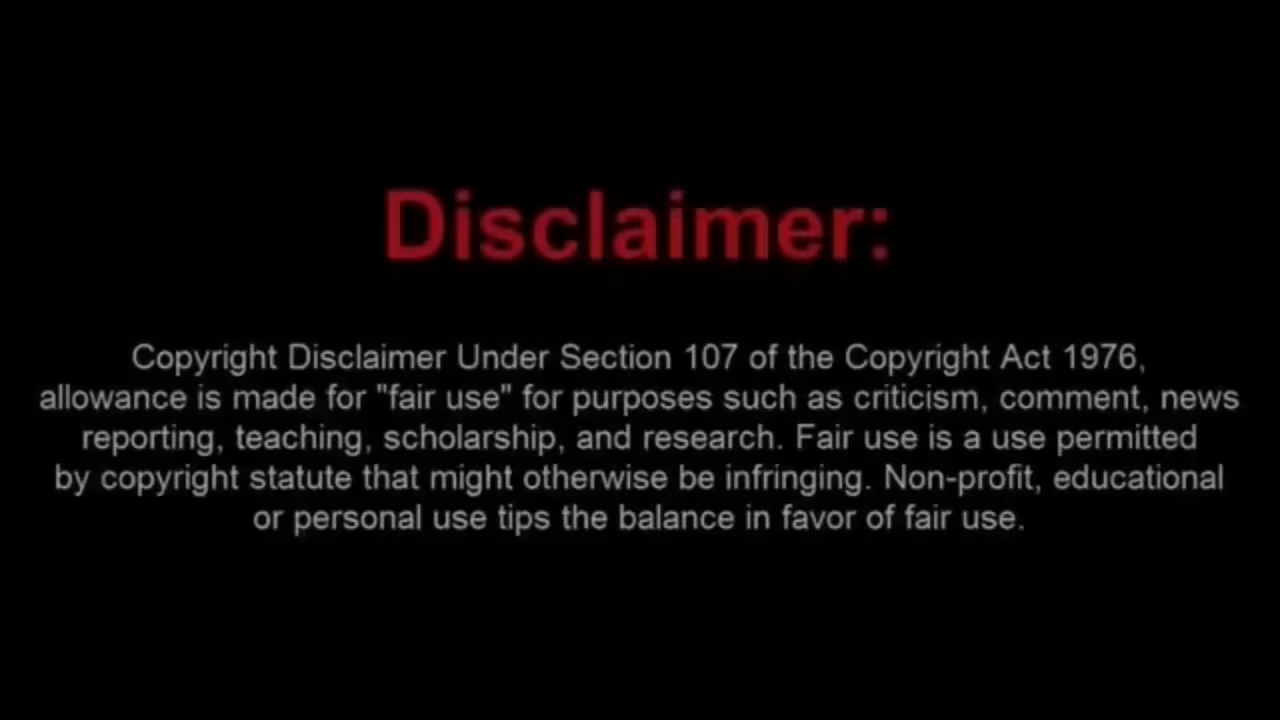 Disclaimer:
Copyright Disclaimer Under Section 107 of the Copyright Act 1976,
allowance is made for "fair use" for purposes such as criticism, comment, news
reporting, teaching, scholarship, and research. Fair use is a use permitted
by copyright statute that might otherwise be infringing. Non-profit, educational
or personal use tips the balance in favor of fair use.